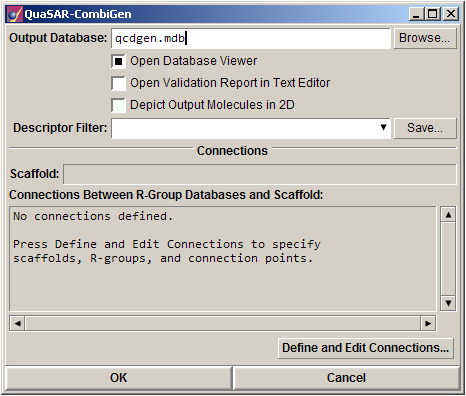 QuaSAR-CombiGen
Output Database: qcdgen.mdb Browse...
Open Database Viewer
Open Validation Report in Text Editor
Depict Output Molecules in 2D
Descriptor Filter: Save...
Connections
Scaffold:
Connections Between R-Group Databases and Scaffold:
No connections defined.
Press Define and Edit Connections to specify
scaffolds, R-groups, and connection points.
Define and Edit Connections...
OK Cancel